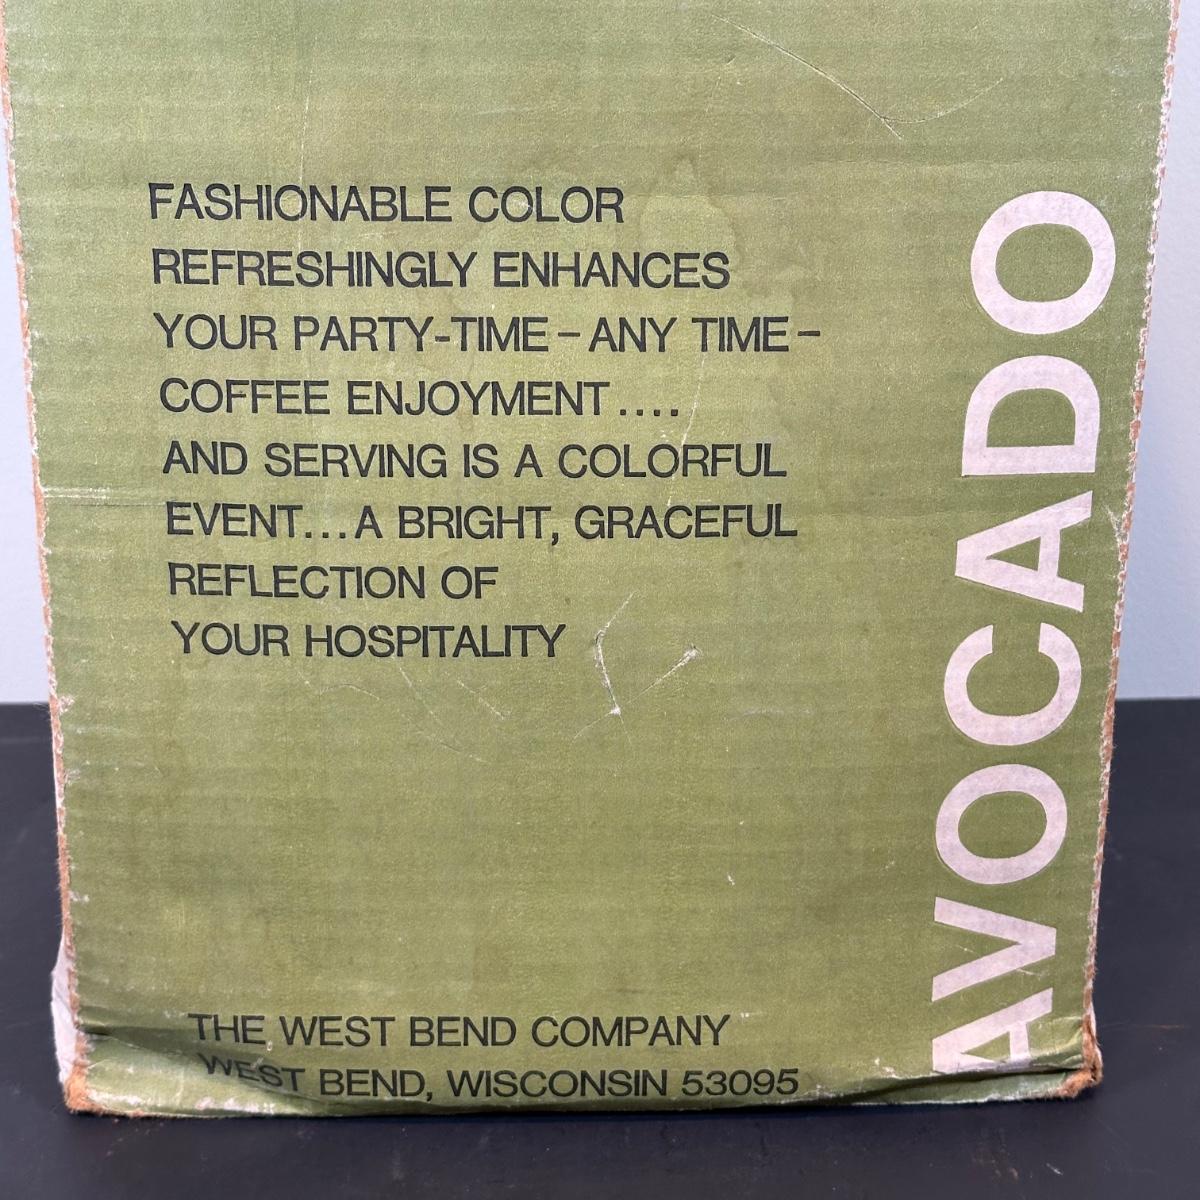 FASHIONABLE COLOR
REFRESHINGLY ENHANCES
YOUR PARTY-TIME – ANY TIME –
COFFEE ENJOYMENT ....
AND SERVING IS A COLORFUL
EVENT...A BRIGHT, GRACEFUL
REFLECTION OF
YOUR HOSPITALITY
THE WEST BEND COMPANY
WEST BEND, WISCONSIN 53095
AVOCADO